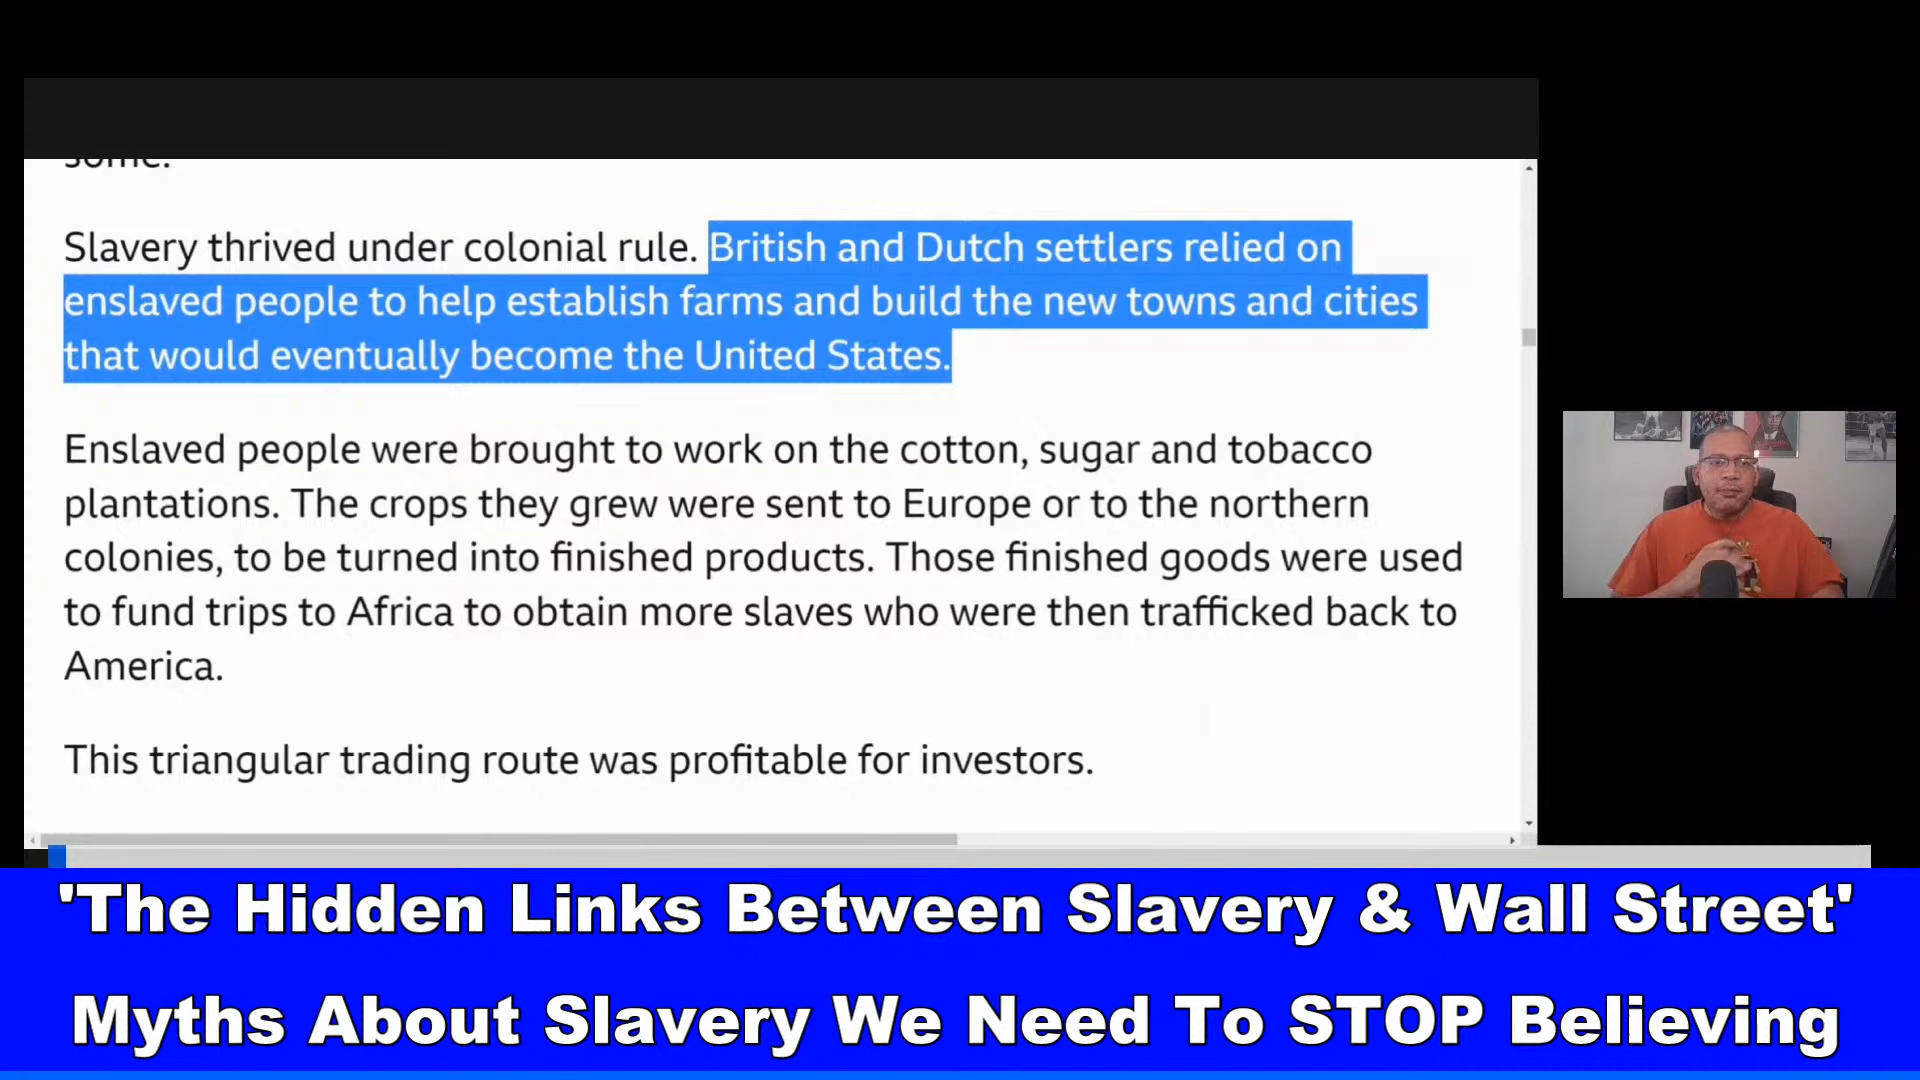 some.
Slavery thrived under colonial rule. British and Dutch settlers relied on
enslaved people to help establish farms and build the new towns and cities
that would eventually become the United States.
Enslaved people were brought to work on the cotton, sugar and tobacco
plantations. The crops they grew were sent to Europe or to the northern
colonies, to be turned into finished products. Those finished goods were used
to fund trips to Africa to obtain more slaves who were then trafficked back to
America.
This triangular trading route was profitable for investors.
'The Hidden Links Between Slavery & Wall Street'
Myths About Slavery We Need To STOP Believing